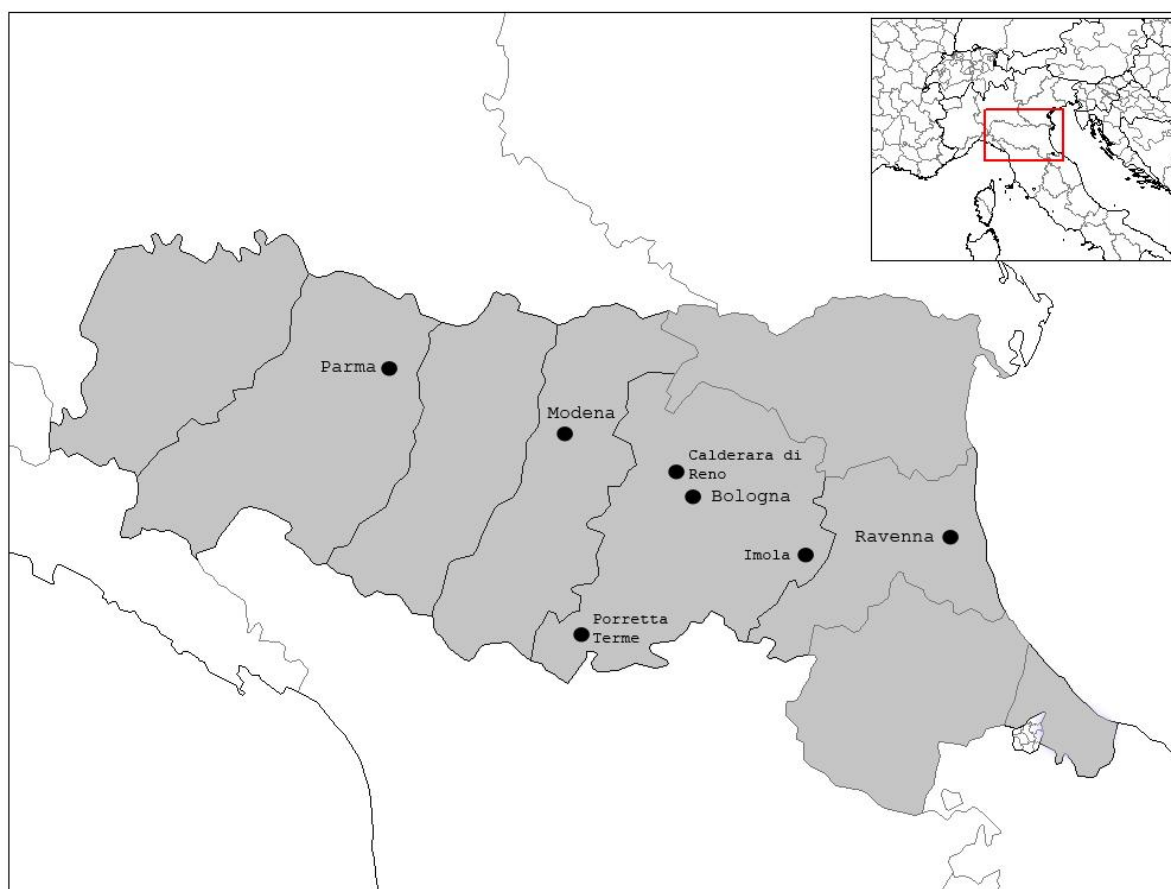 Parma
Modena
Calderara di
Reno
Bologna
Ravenna
Imola
Porretta
Terme